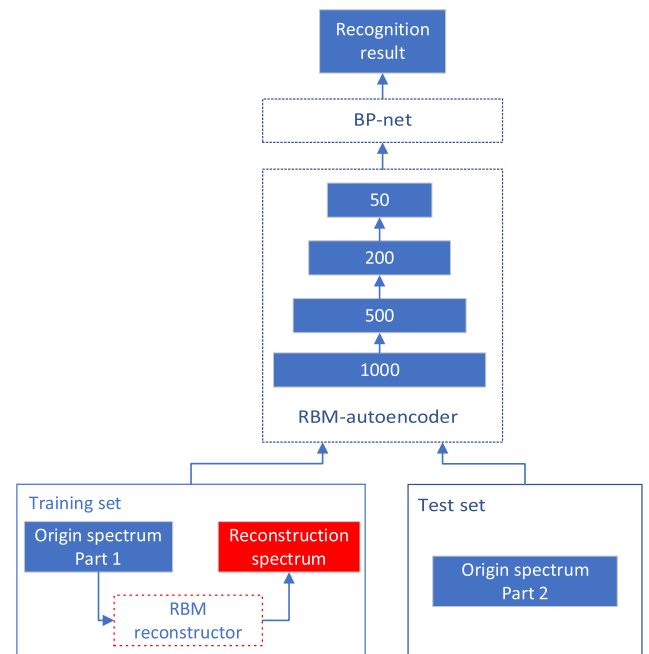 Recognition
result
BP-net
50
200
500
1000
RBM-autoencoder
Training set
Origin spectrum
Part 1
Reconstruction
spectrum
RBM
reconstructor
Test set
Origin spectrum
Part 2